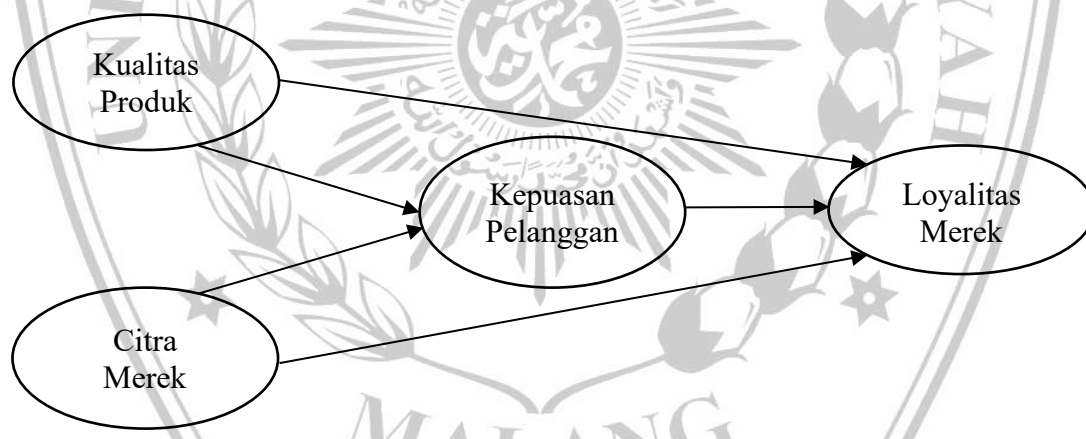 Kualitas
Produk
Kepuasan
Pelanggan
Loyalitas
Merek
Citra
Merek
MALANG